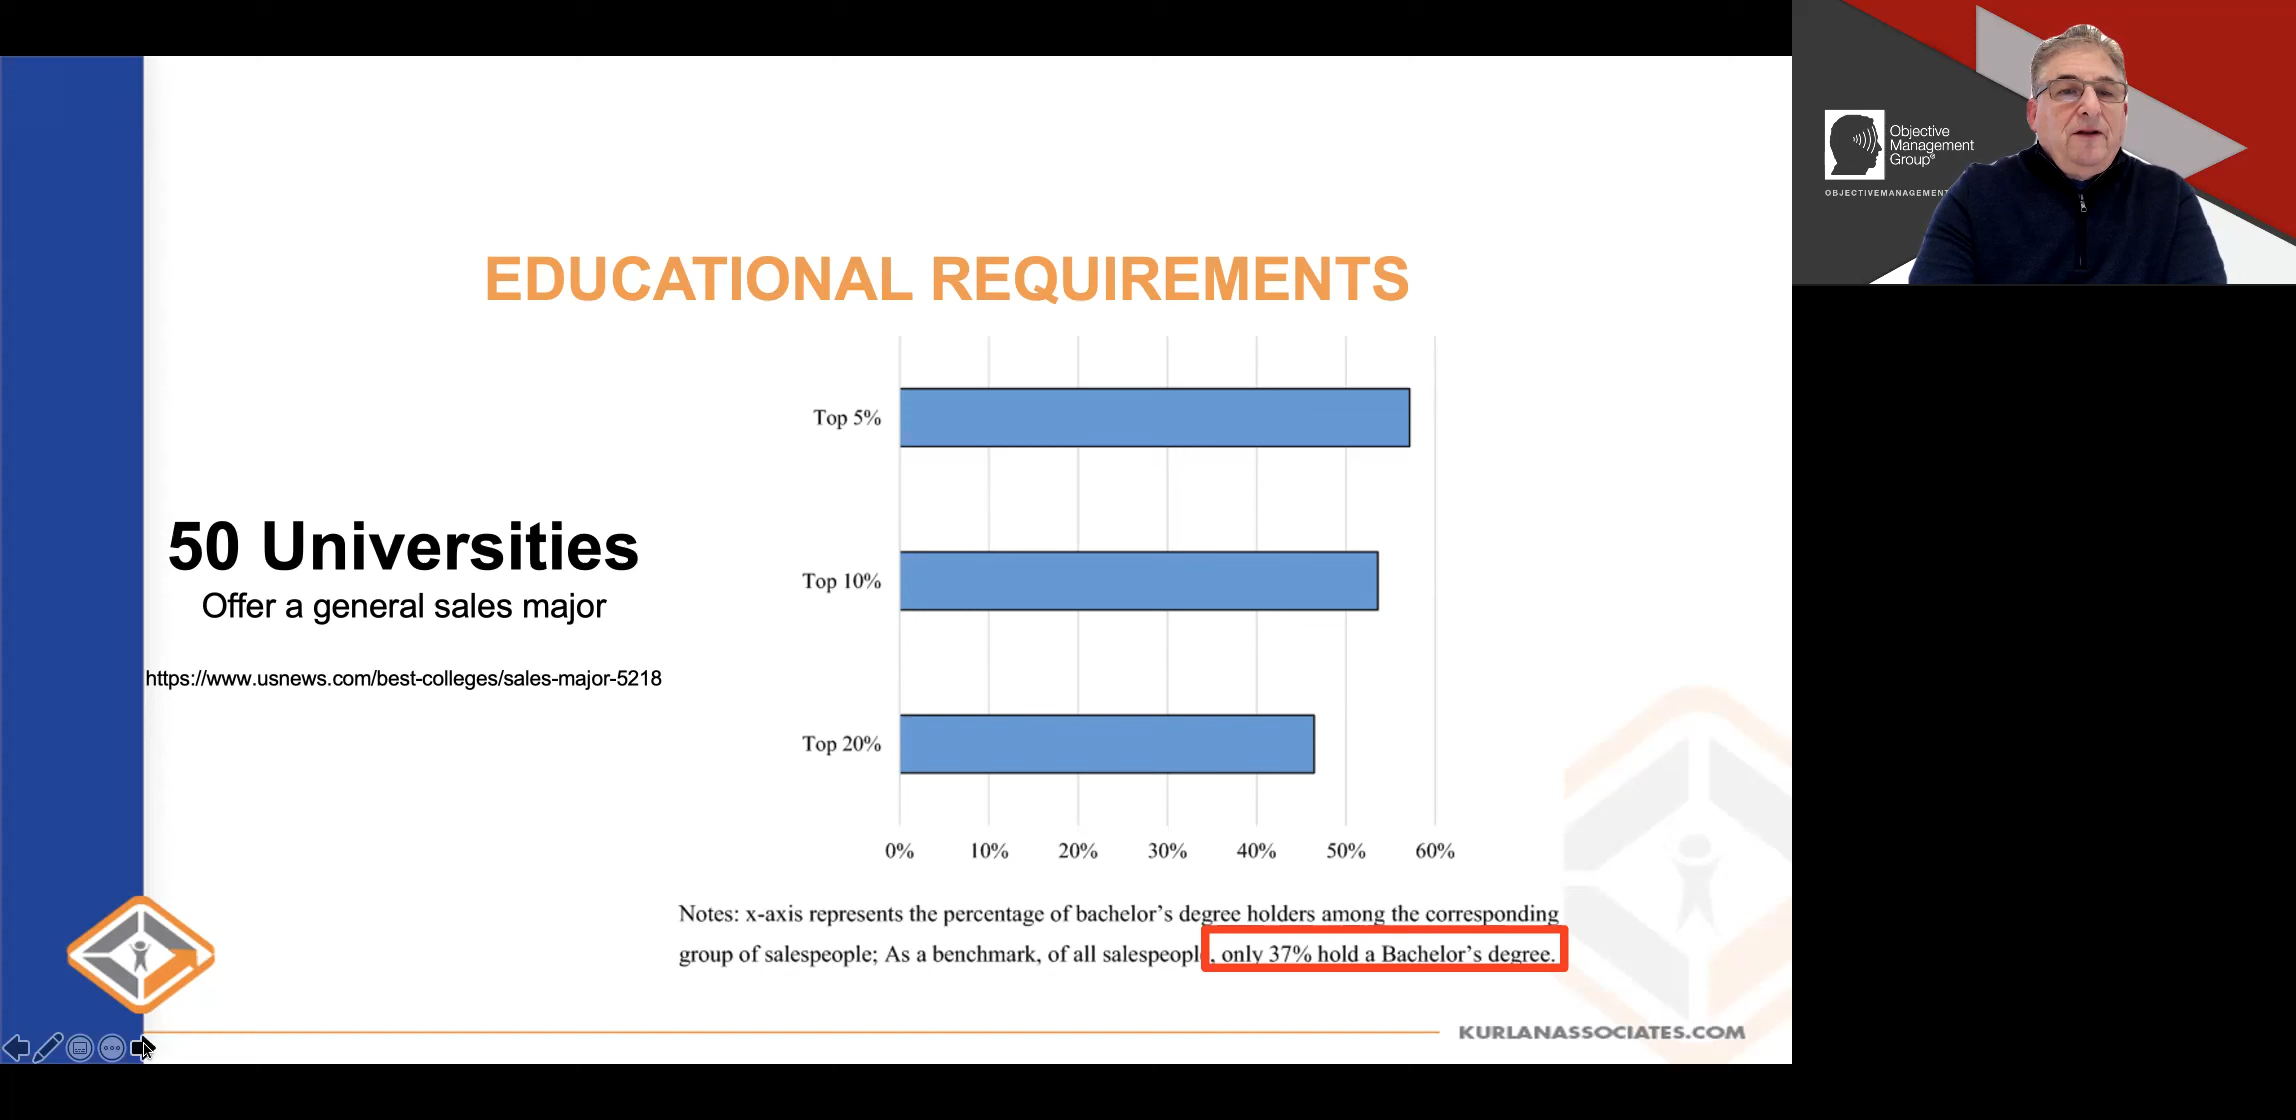 EDUCATIONAL REQUIREMENTS
50 Universities
Offer a general sales major
https://www.usnews.com/best-colleges/sales-major-5218
Top 5%
Top 10%
Top 20%
0% 10% 20% 30% 40% 50% 60%
Notes: x-axis represents the percentage of bachelor’s degree holders among the corresponding
group of salespeople; As a benchmark, of all salespeople, only 37% hold a Bachelor’s degree.
KURLANASSOCIATES.COM
Objective
Management
Group®
OBJECTIVEMANAGEMENT